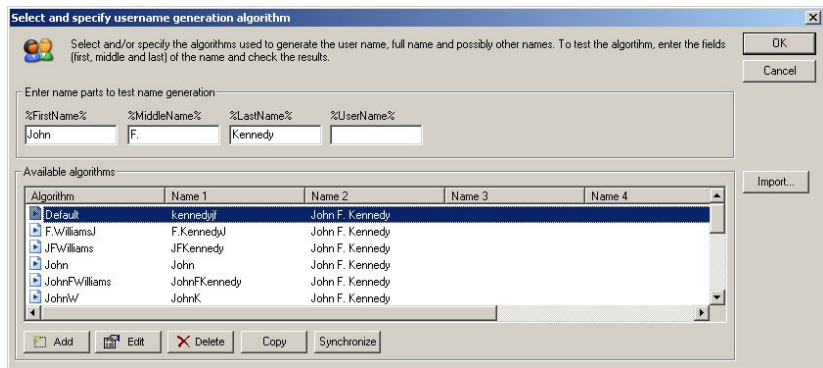 Select and specify username generation algorithm
Select and/or specify the algorithms used to generate the user name, full name and possibly other names. To test the algortihm, enter the fields
(first, middle and last) of the name and check the results.
OK
Cancel
Enter name parts to test name generation
%FirstName% %MiddleName% %LastName% %UserName%
John F. Kennedy
Available algorithms
Import...
Algorithm Name 1 Name 2 Name 3 Name 4
Default kennedyjf John F. Kennedy
F.WilliamsJ F.KennedyJ John F. Kennedy
JFWilliams JFKennedy John F. Kennedy
John John John F. Kennedy
JohnFWilliams JohnFKennedy John F. Kennedy
JohnW JohnK John F. Kennedy
Add Edit Delete Copy Synchronize